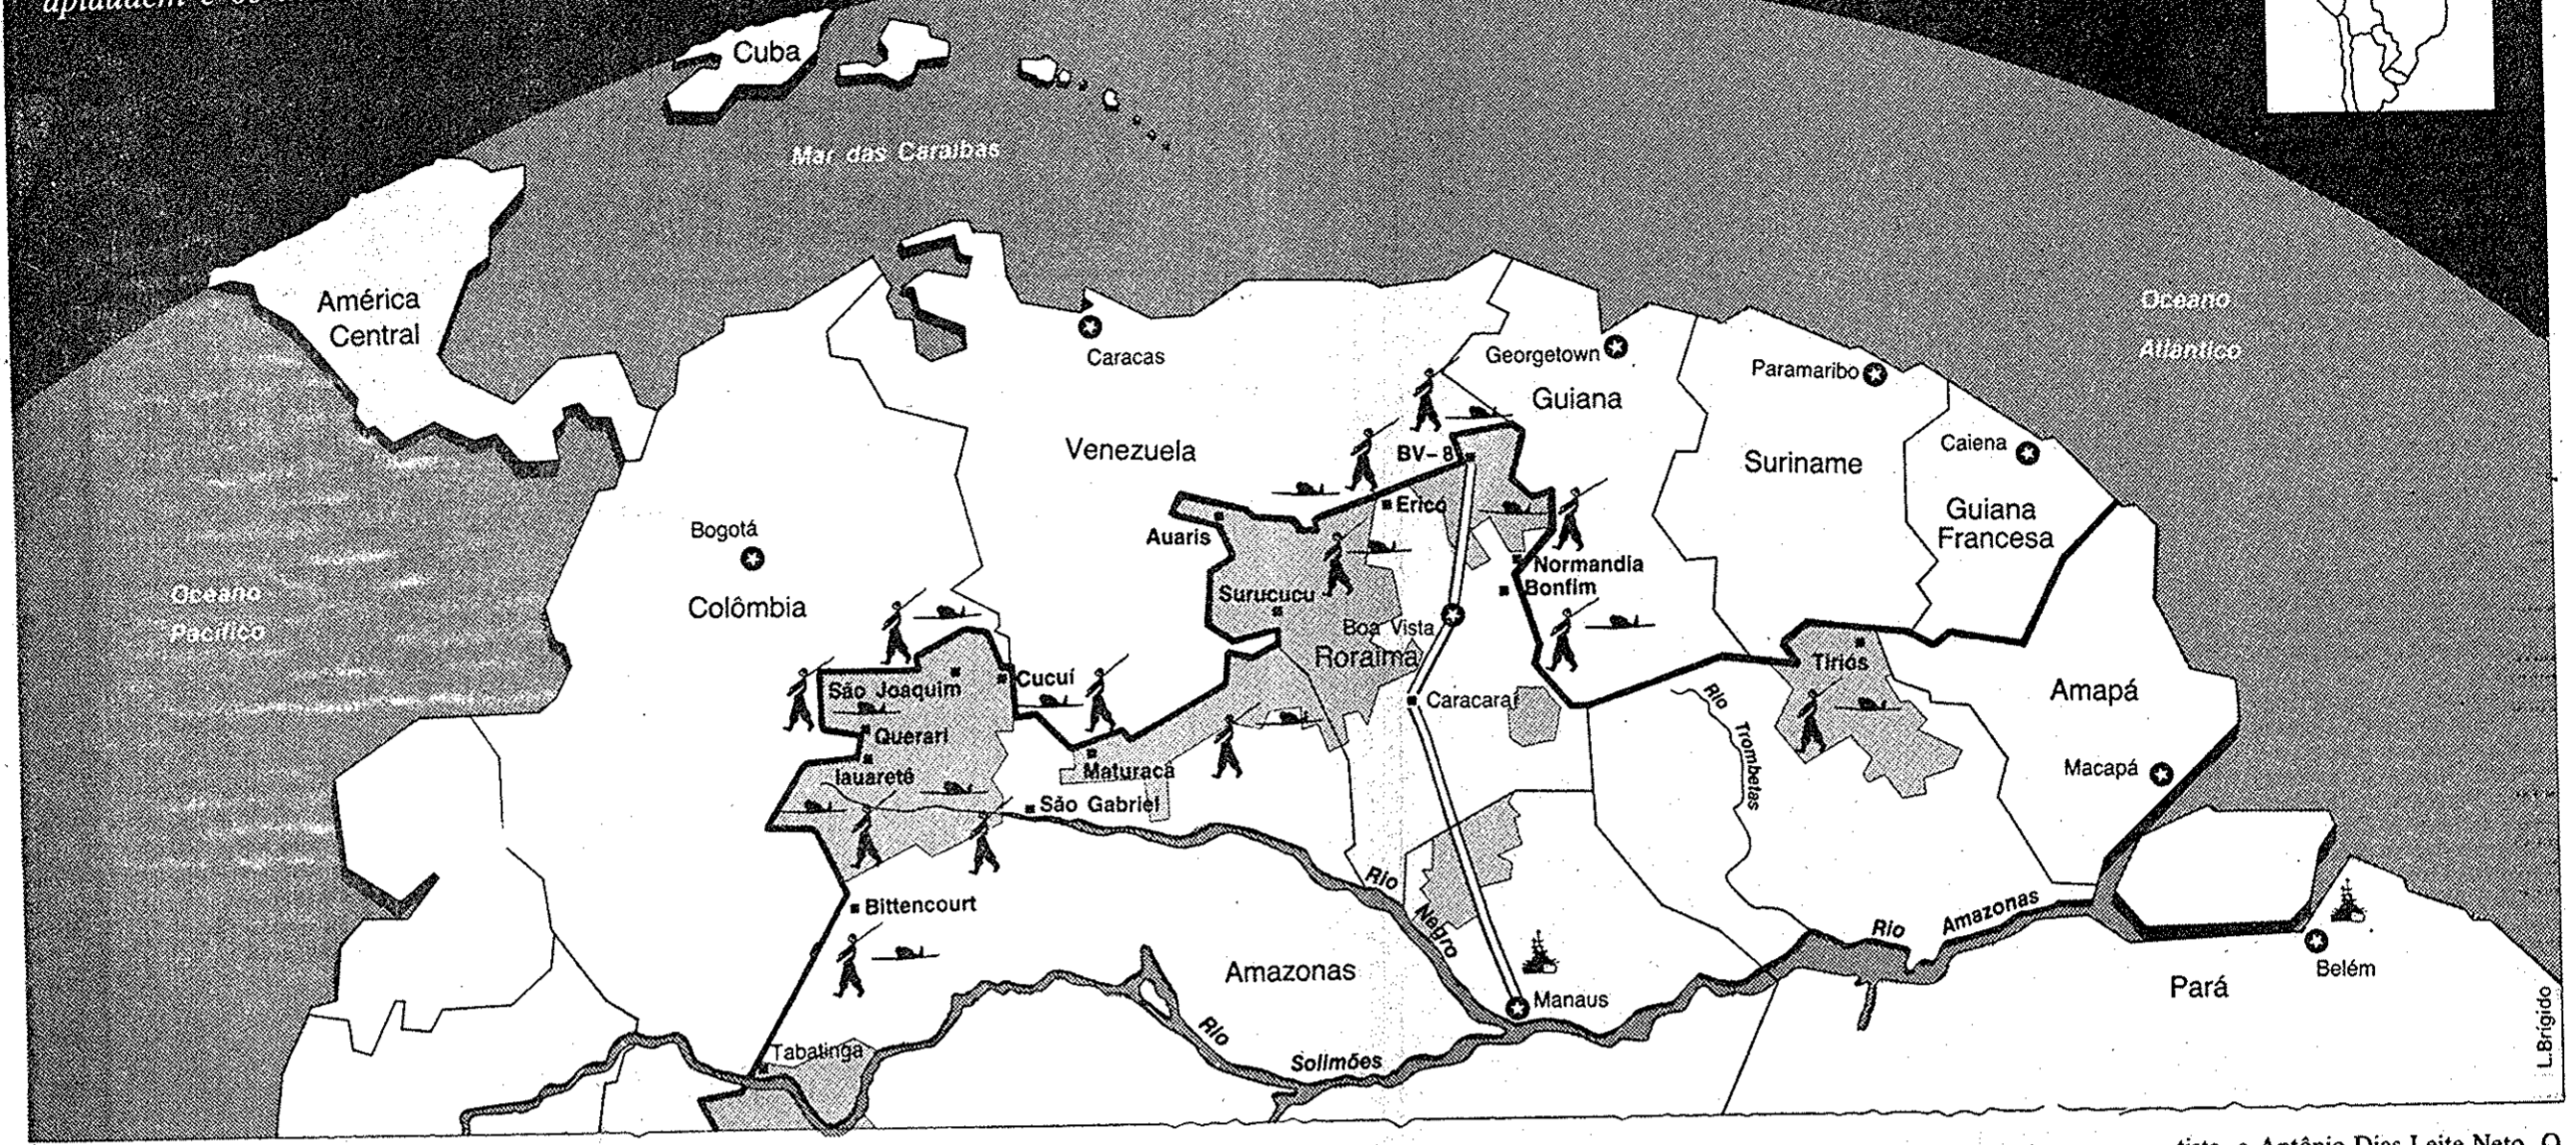 Cuba
Mar das Caraíbas
América
Central
Caracas
Georgetown
Guiana
Paramaribo
Suriname
Caiena
Guiana
Francesa
Oceano
Atlântico
Venezuela
BV-8
Ericó
Auaris
Bogotá
Colômbia
Oceano
Pacífico
Surucucu
Normandia
Bonfim
Boa Vista
Roraima
Cucuí
São Joaquim
Caracaraí
Tiriós
Amapá
Querari
Iauaretê
Maturacá
São Gabriel
Rio
Trombetas
Macapá
Bittencourt
Rio
Negro
Rio
Amazonas
Belém
Amazonas
Manaus
Pará
Tabatinga
Rio
Solimões
L.Brígido
e Antônio Dias Leite Neto. O